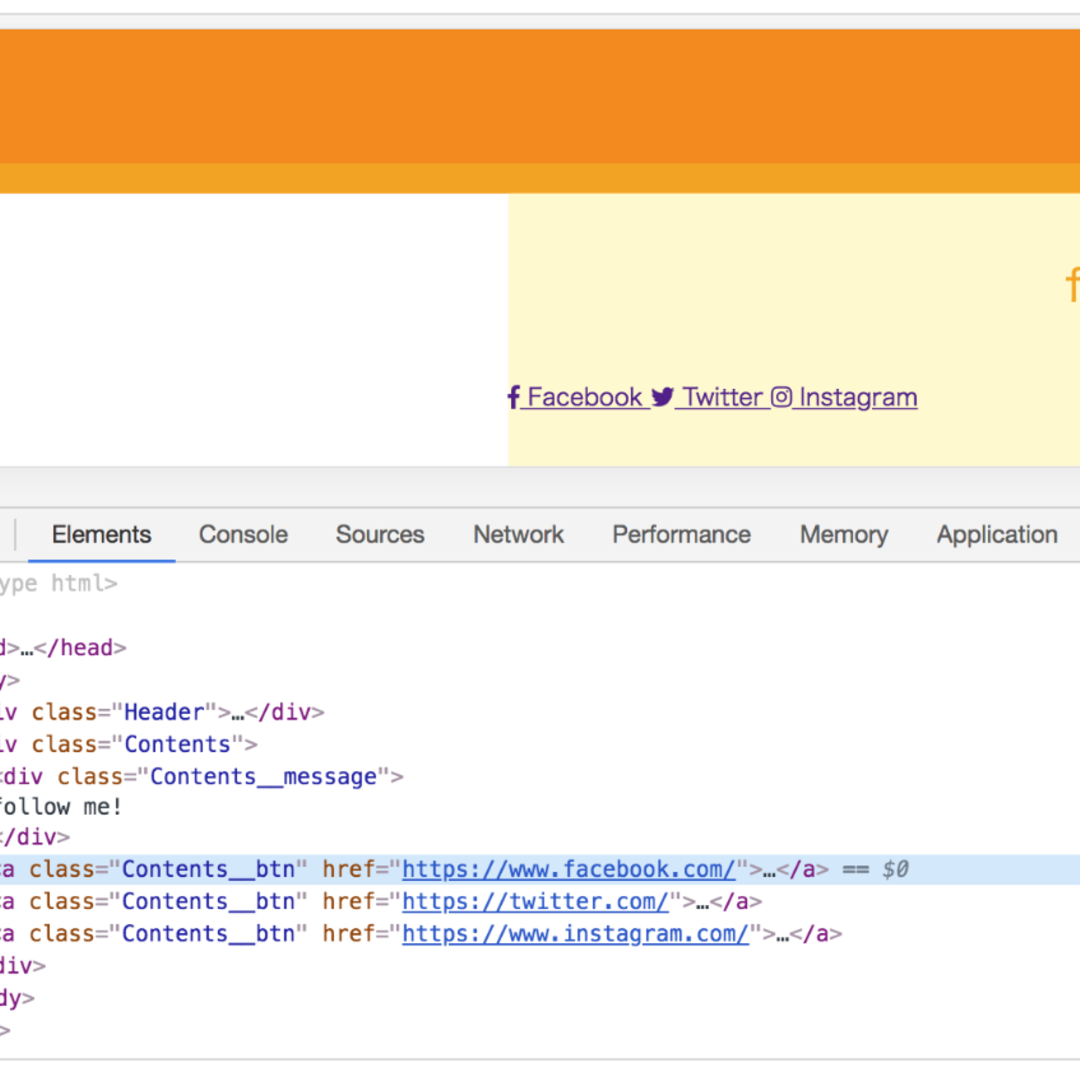 f
Facebook Twitter Instagram
Elements Console Sources Network Performance Memory Application
ype html>
d>…</head>
y>
iv class="Header">…</div>
iv class="Contents">
<div class="Contents__message">
follow me!
</div>
<a class="Contents__btn" href="https://www.facebook.com/">…</a> == $0
<a class="Contents__btn" href="https://twitter.com/">…</a>
<a class="Contents__btn" href="https://www.instagram.com/">…</a>
div>
dy>
>